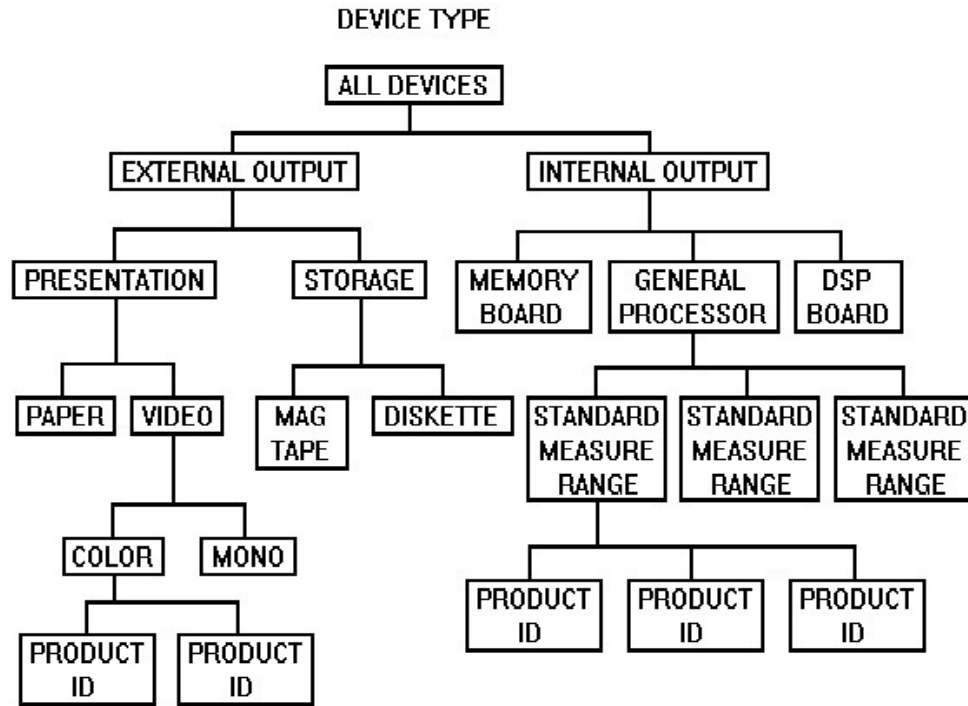 DEVICE TYPE
ALL DEVICES
EXTERNAL OUTPUT
INTERNAL OUTPUT
PRESENTATION
STORAGE
MEMORY
BOARD
GENERAL
PROCESSOR
DSP
BOARD
PAPER
VIDEO
MAG
TAPE
DISKETTE
STANDARD
MEASURE
RANGE
STANDARD
MEASURE
RANGE
STANDARD
MEASURE
RANGE
COLOR
MONO
PRODUCT
ID
PRODUCT
ID
PRODUCT
ID
PRODUCT
ID
PRODUCT
ID